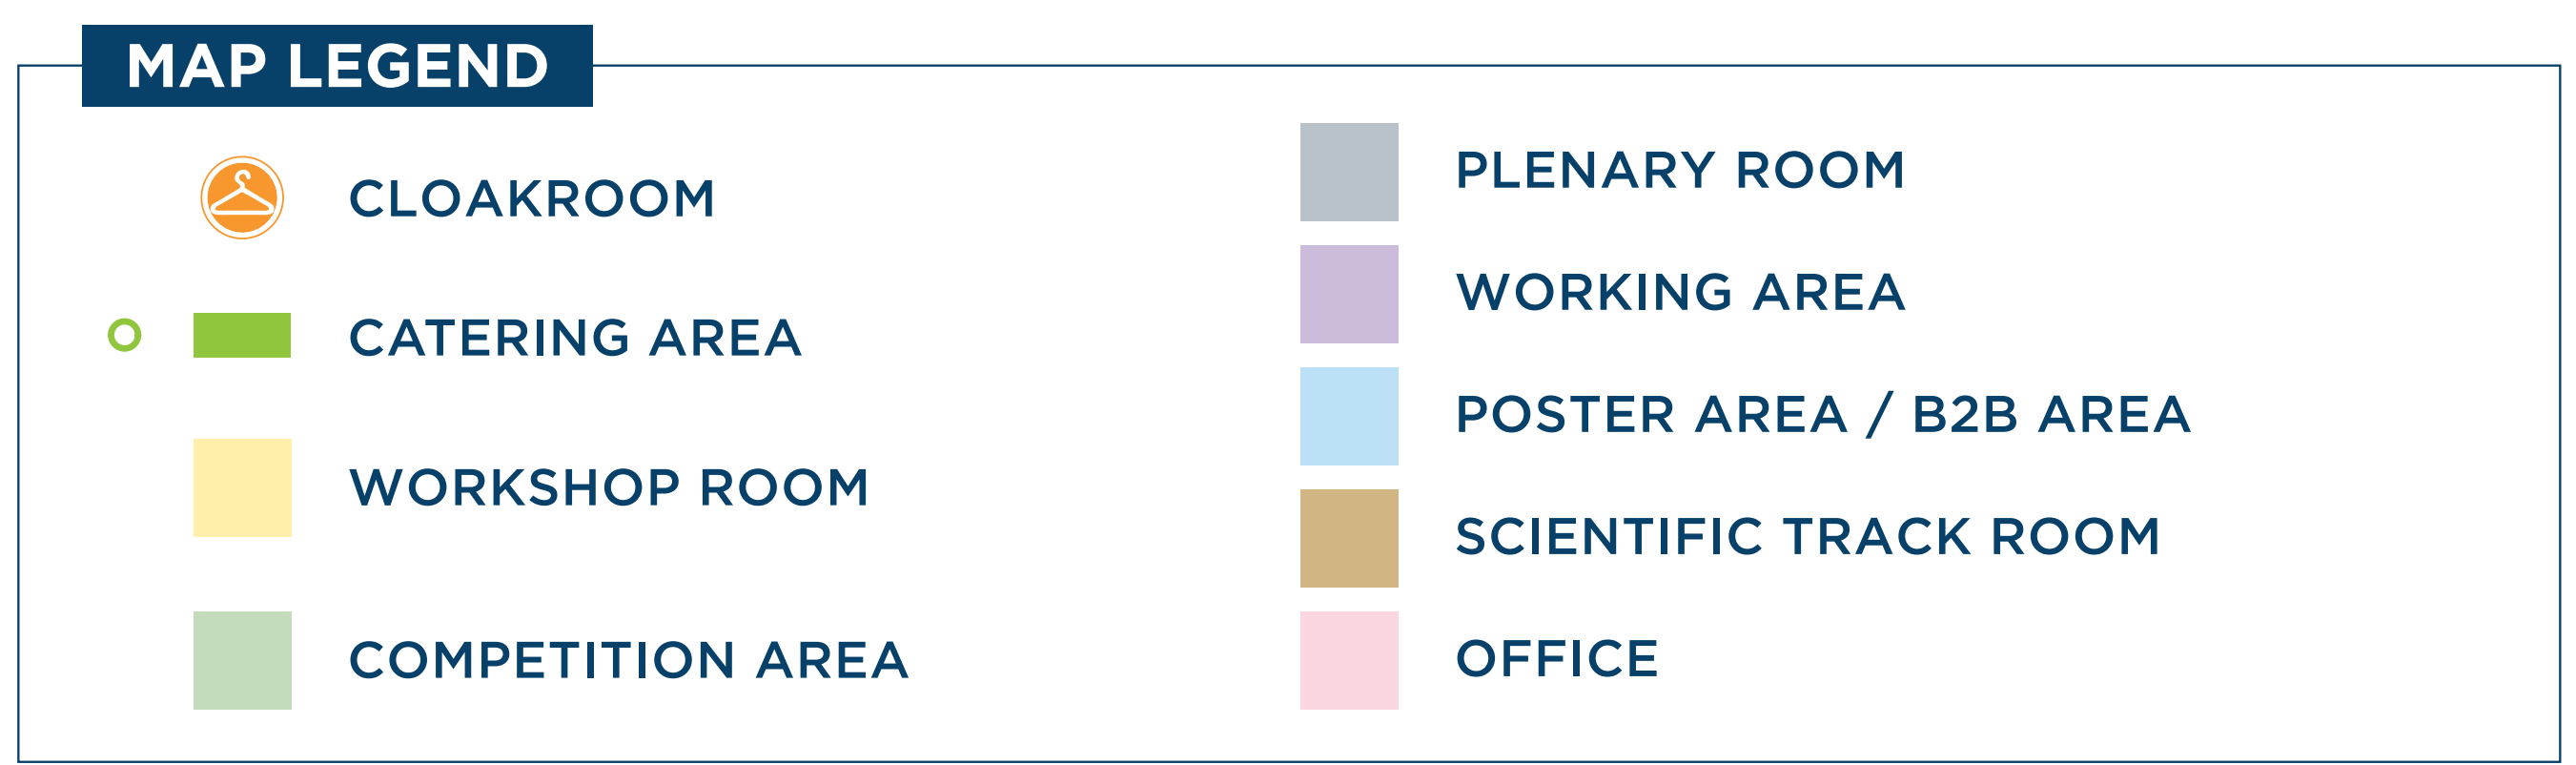 MAP LEGEND
CLOAKROOM
CATERING AREA
WORKSHOP ROOM
COMPETITION AREA
PLENARY ROOM
WORKING AREA
POSTER AREA / B2B AREA
SCIENTIFIC TRACK ROOM
OFFICE